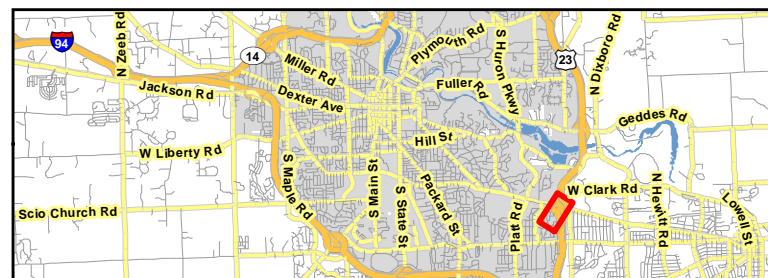 94
N Zeeb Rd
14
Miller Rd
Plymouth Rd
S Huron Pkwy
23
N Dixboro Rd
Jackson Rd
Dexter Ave
Fuller Rd
Geddes Rd
W Liberty Rd
Hill St
Scio Church Rd
S Maple Rd
S Main St
S State St
Packard St
Platt Rd
W Clark Rd
N Hewitt Rd
Lowell St